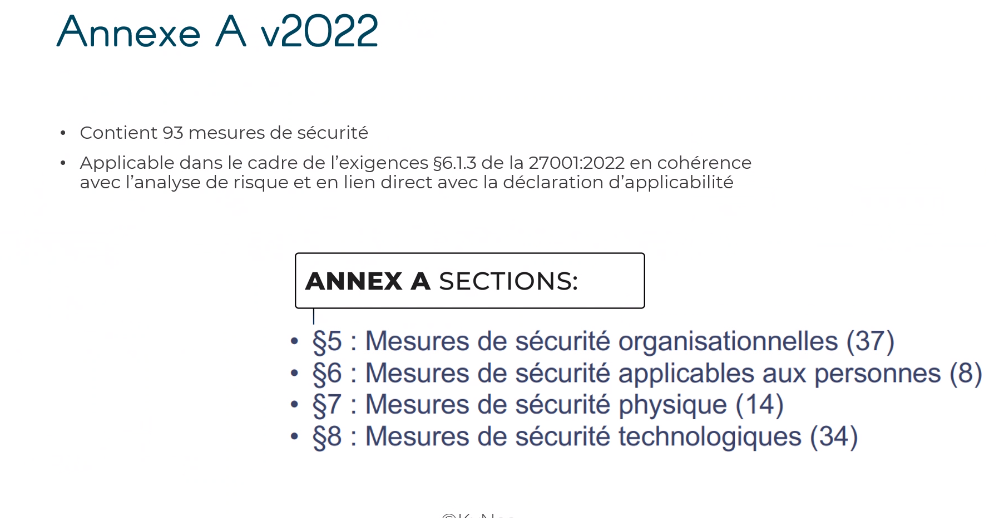 Annexe A v2022
• Contient 93 mesures de sécurité
• Applicable dans le cadre de l'exigences §6.1.3 de la 27001:2022 en cohérence
avec l'analyse de risque et en lien direct avec la déclaration d'applicabilité
ANNEX A SECTIONS:
• §5 : Mesures de sécurité organisationnelles (37)
• §6 : Mesures de sécurité applicables aux personnes (8)
• §7 : Mesures de sécurité physique (14)
• §8 : Mesures de sécurité technologiques (34)